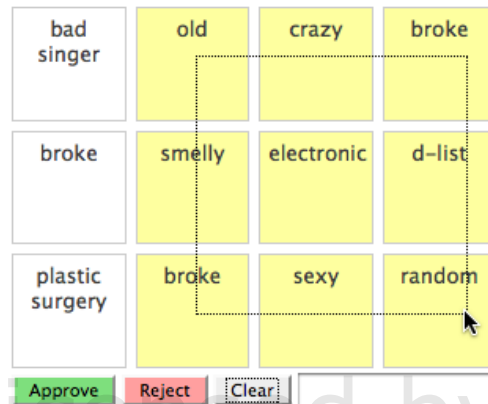 bad singer
old
crazy
broke
broke
smelly
electronic
d-list
plastic surgery
broke
sexy
random
Approve
Reject
Clear